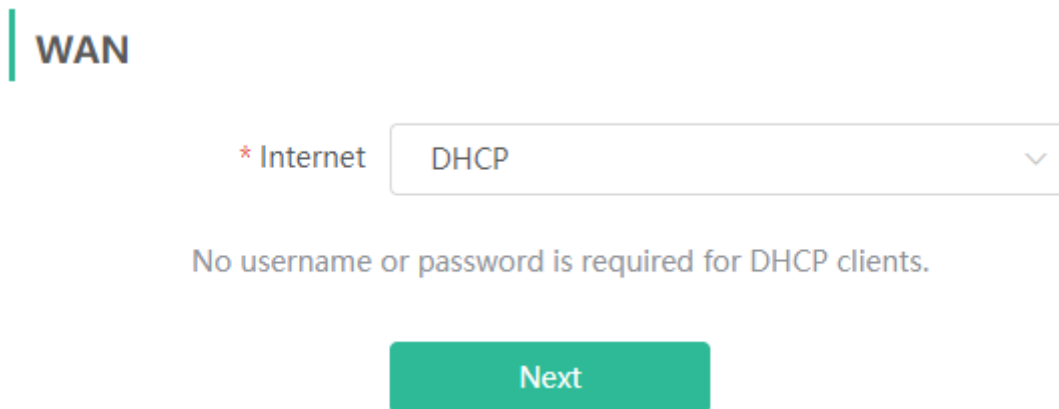 WAN
* Internet DHCP
No username or password is required for DHCP clients.
Next